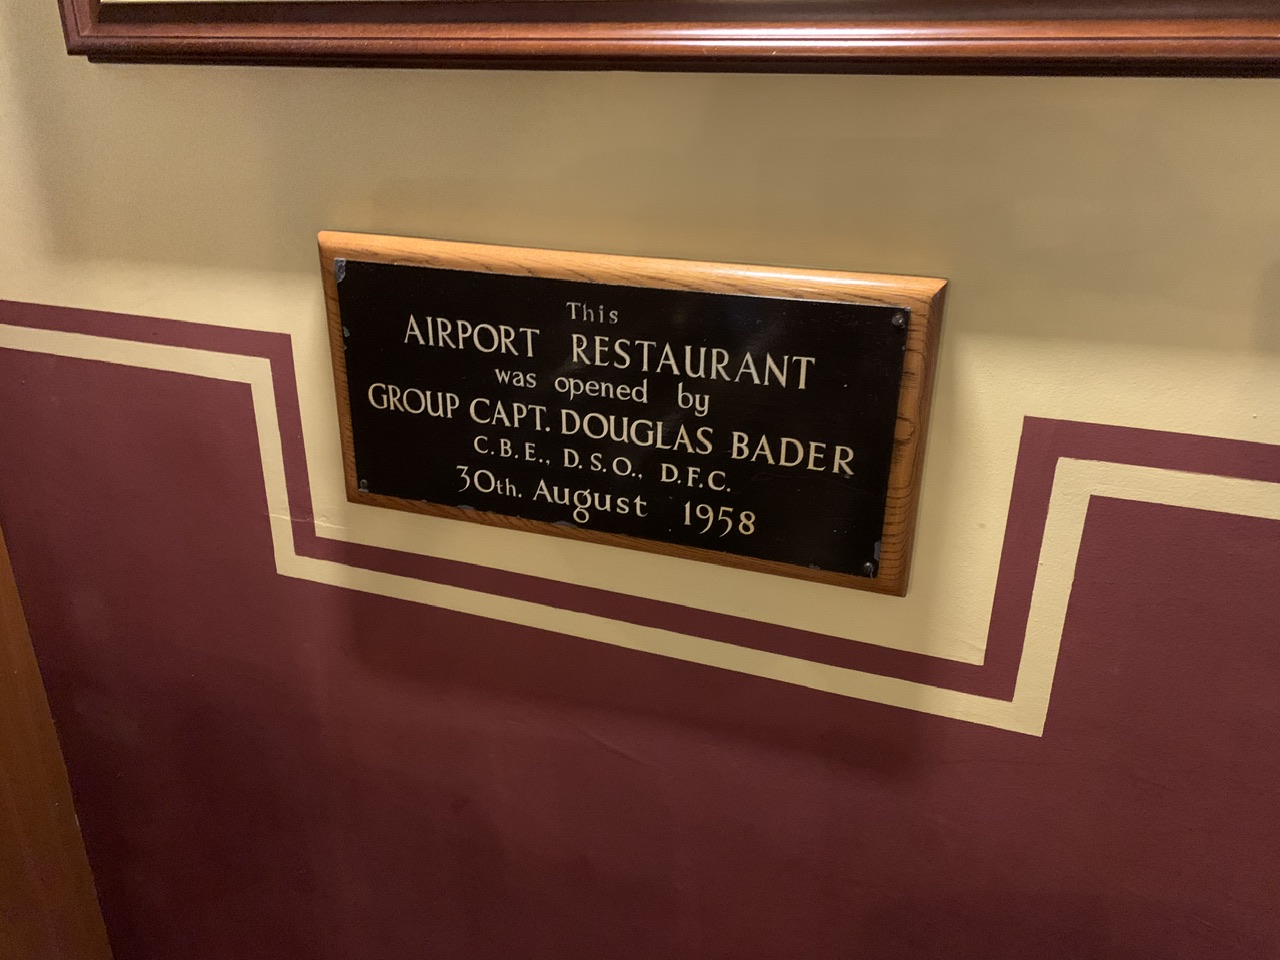 This
AIRPORT RESTAURANT
was opened by
GROUP CAPT. DOUGLAS BADER
C.B.E., D.S.O., D.F.C.
30th. August 1958